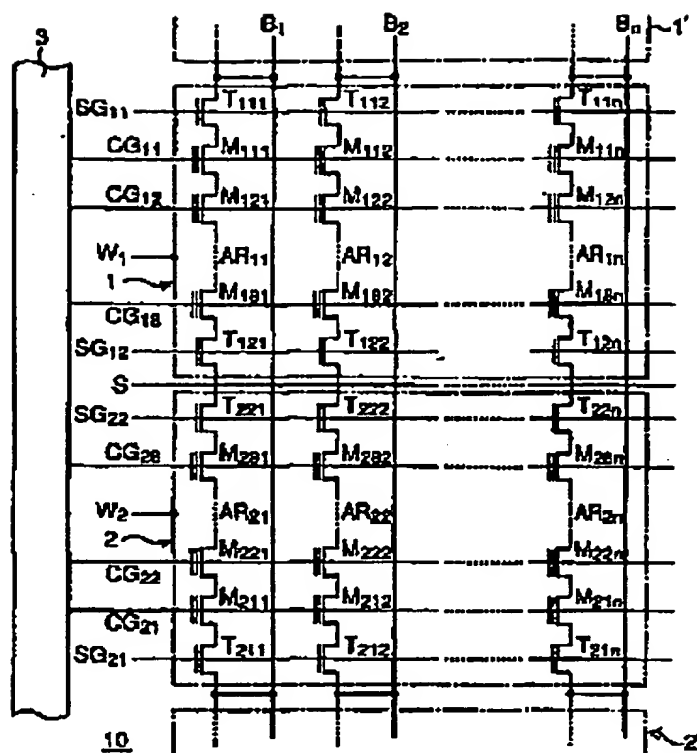 3 B1 B2 Bn 1'
SG11 T111 T112 T11n
CG11 M111 M112 M11n
CG12 M121 M122 M12n
W1 AR11 AR12 AR1n
1
M181 M182 M18n
CG18
SG12 T121 T122 T12n
S
SG22 T221 T222 T22n
CG28 M281 M282 M28n
W2 AR21 AR22 AR2n
2
M221 M222 M22n
CG22
M211 M212 M21n
CG21
SG21 T211 T212 T21n
10 2'